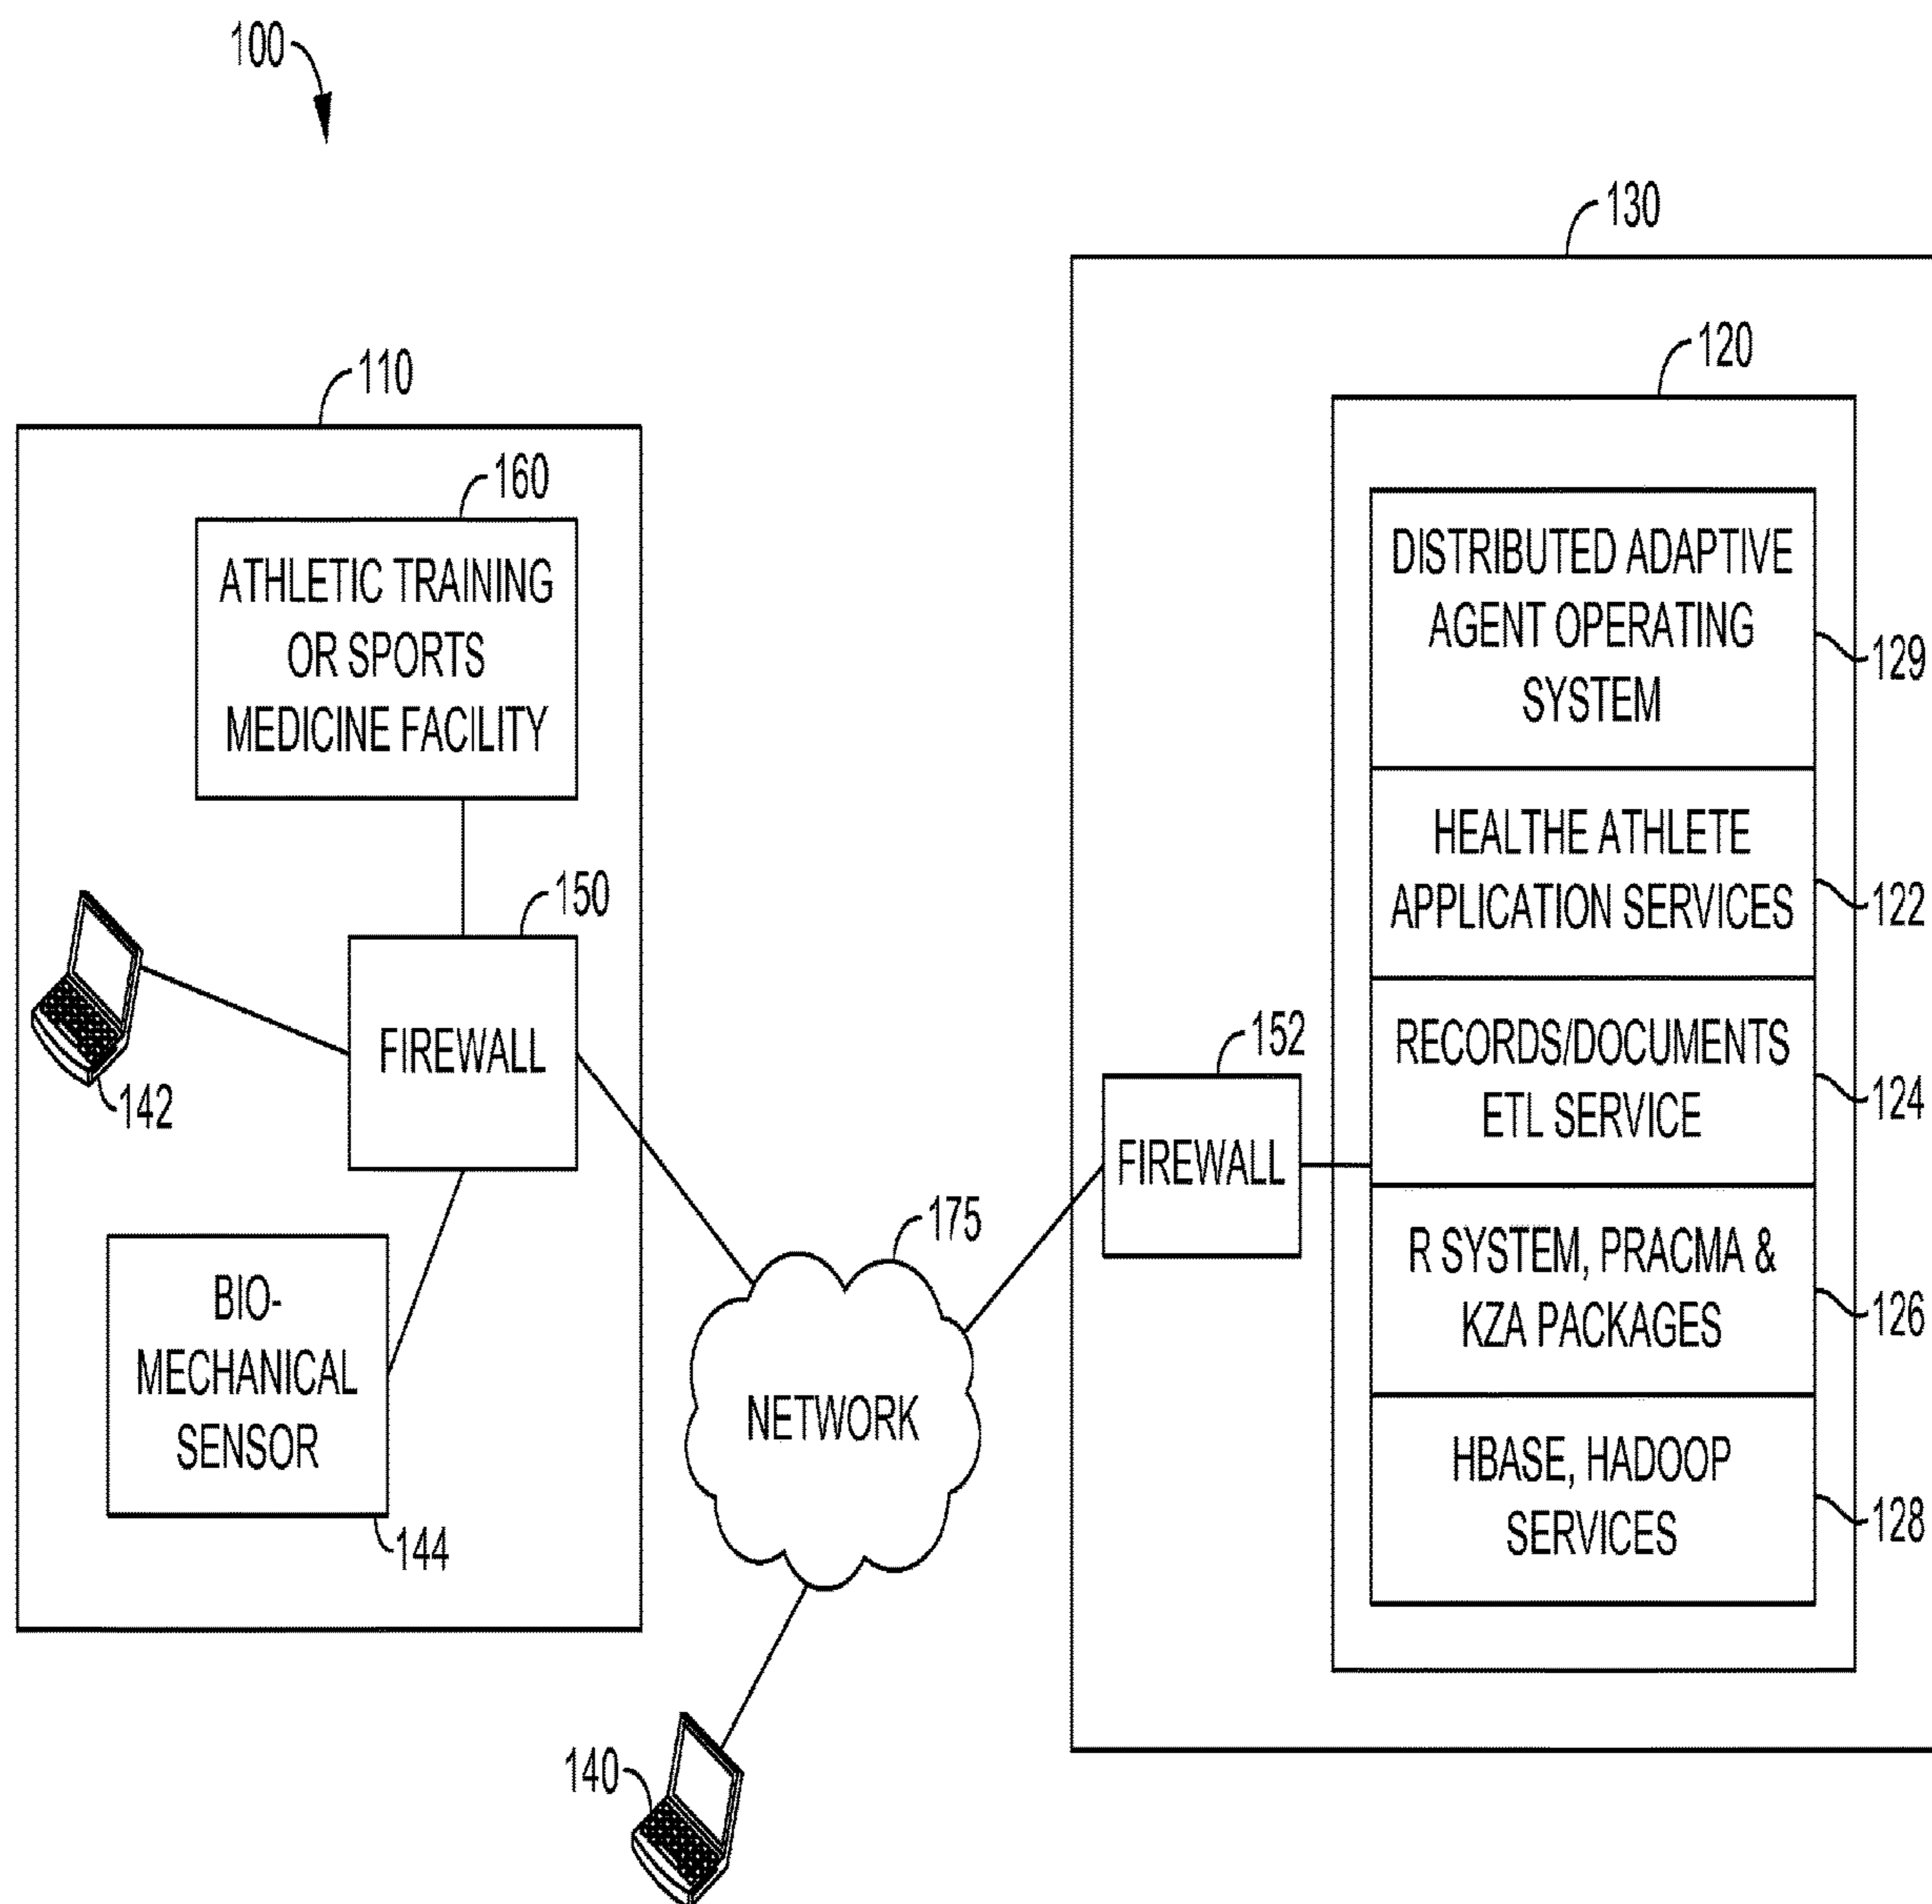 100
130
120
110
160
ATHLETIC TRAINING
OR SPORTS
MEDICINE FACILITY
150
FIREWALL
142
BIO-
MECHANICAL
SENSOR
144
175
NETWORK
140
152
FIREWALL
DISTRIBUTED ADAPTIVE
AGENT OPERATING
SYSTEM
129
HEALTHE ATHLETE
APPLICATION SERVICES
122
RECORDS/DOCUMENTS
ETL SERVICE
124
R SYSTEM, PRACMA &
KZA PACKAGES
126
HBASE, HADOOP
SERVICES
128